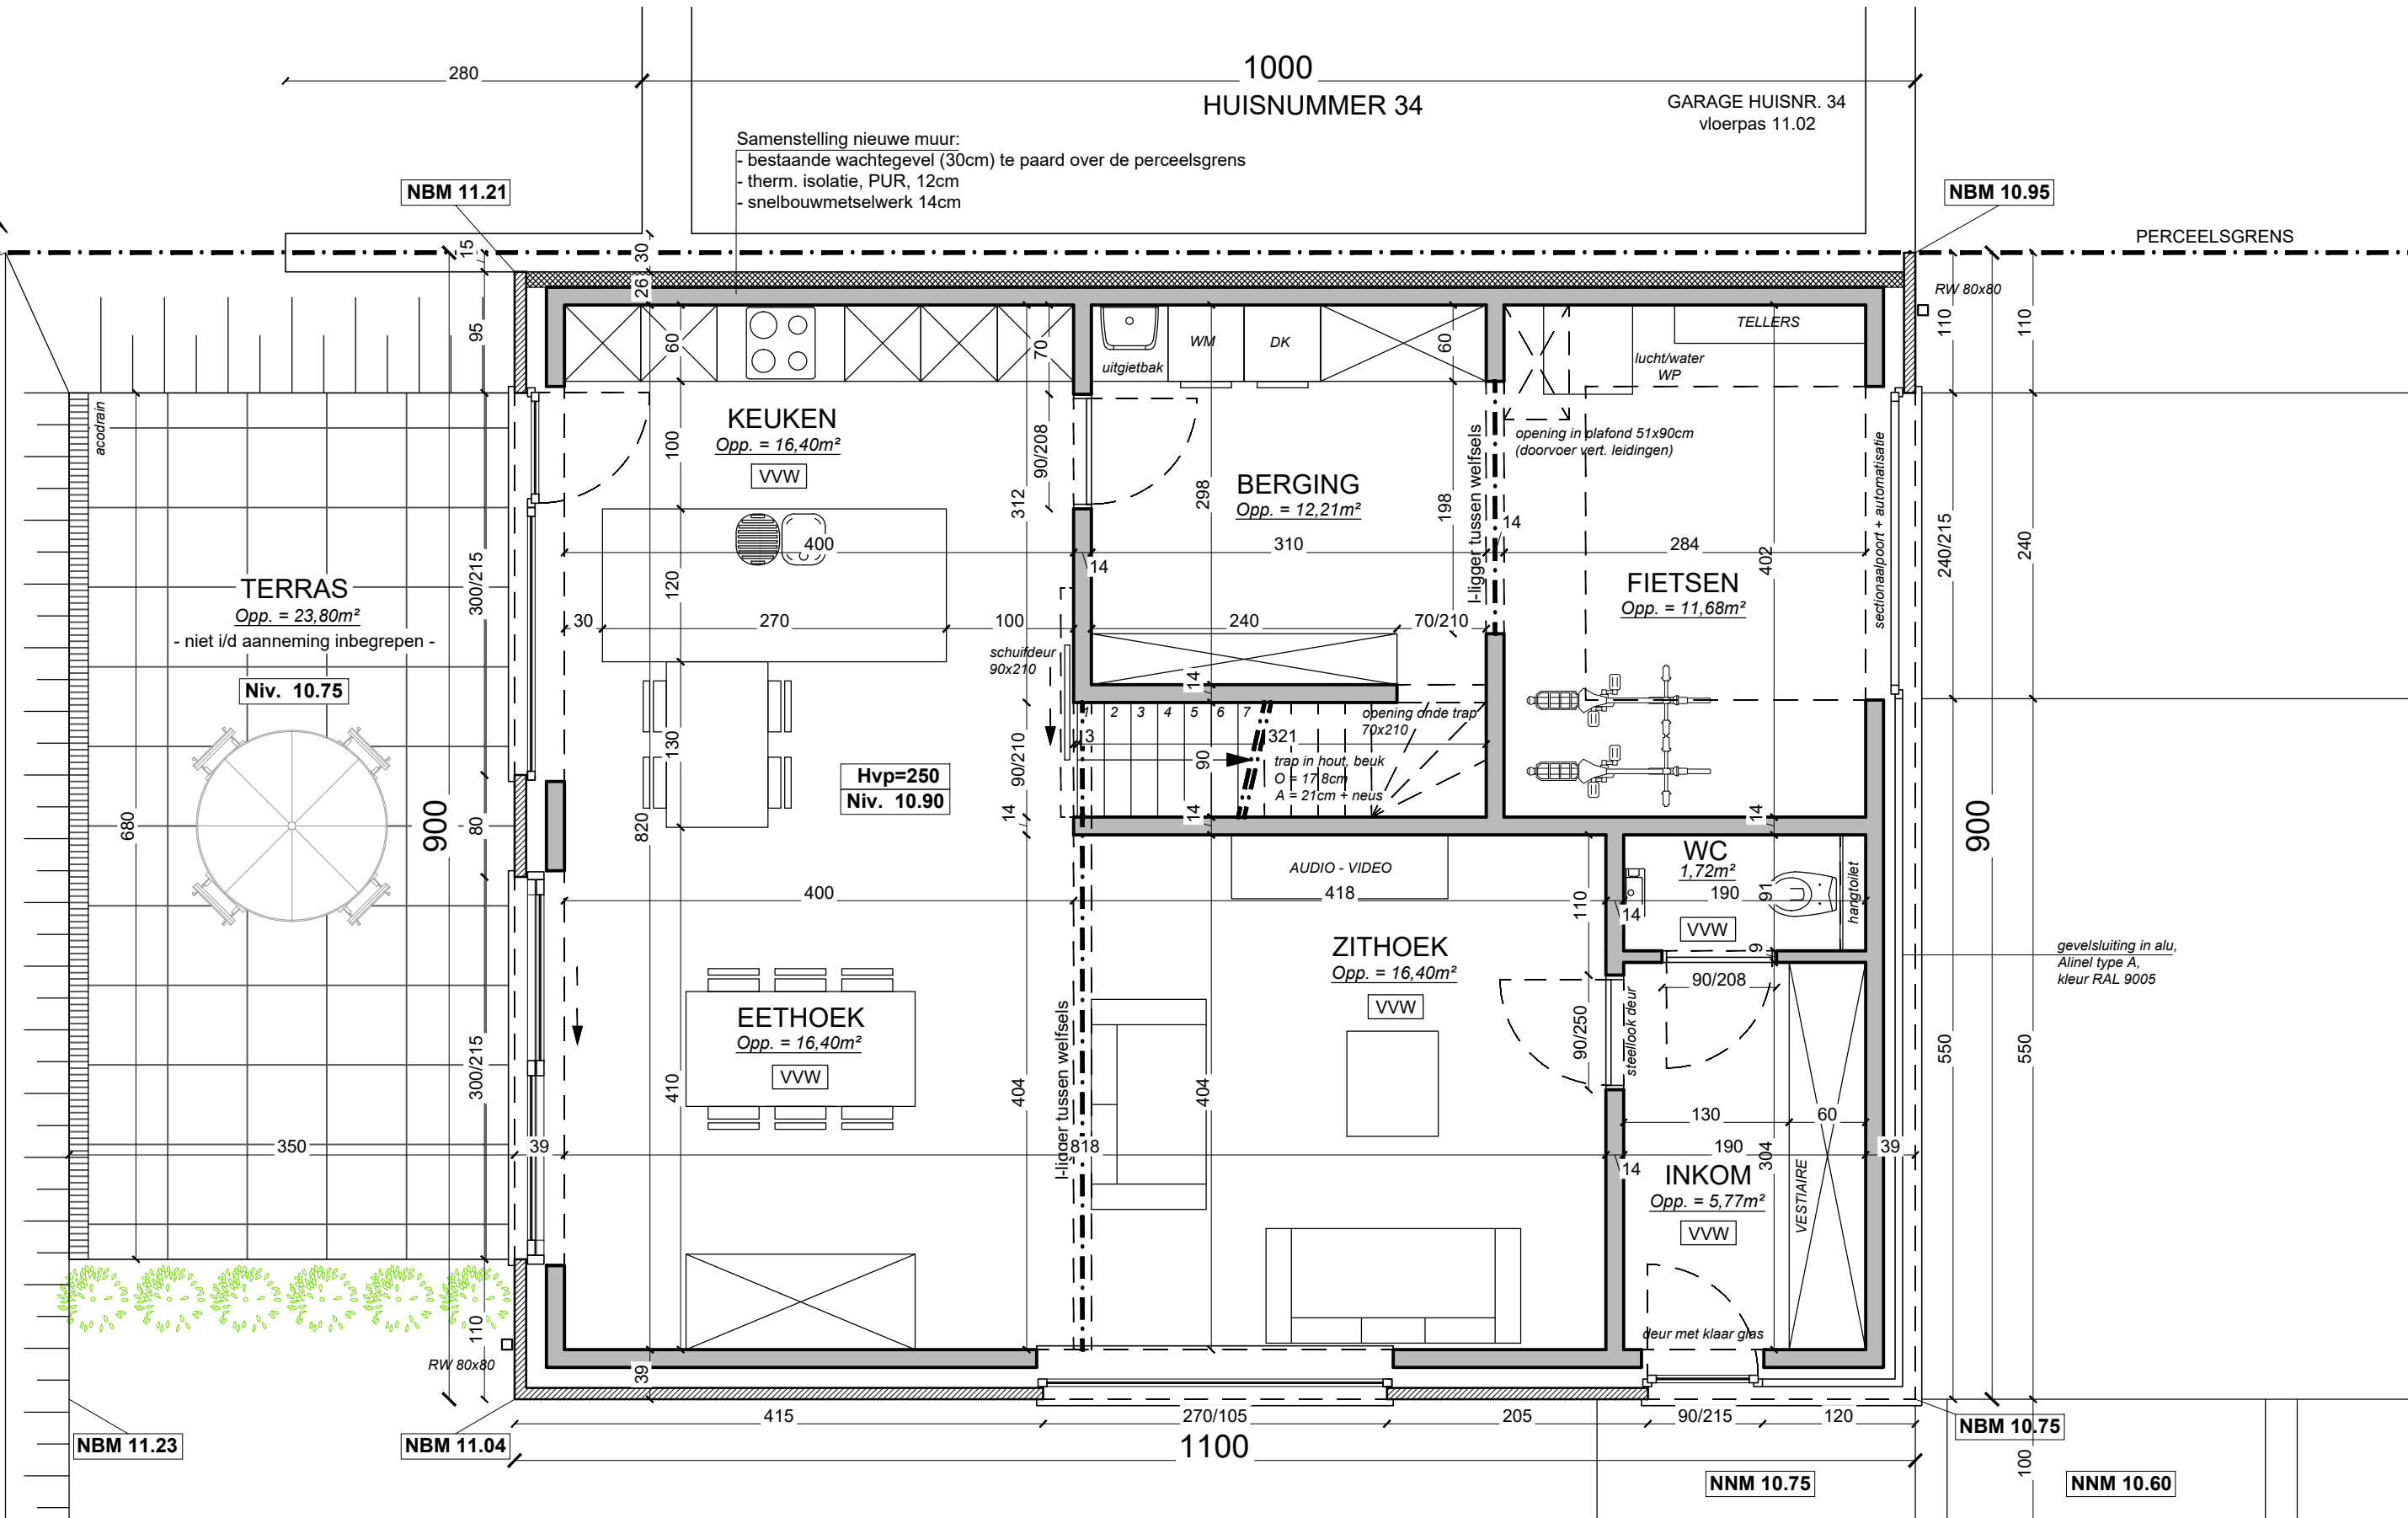 280
1000
HUISNUMMER 34
GARAGE HUISNR. 34
vloerpas 11.02
Samenstelling nieuwe muur:
- bestaande wachtegevel (30cm) te paard over de perceelsgrens
- therm. isolatie, PUR, 12cm
- snelbouwmetselwerk 14cm
NBM 11.21
NBM 10.95
PERCEELSGRENS
15
30
26
95
60
70
60
RW 80x80
110
110
acodrain
uitgietbak
WM
DK
TELLERS
lucht/water
WP
KEUKEN
Opp. = 16,40m²
VVW
100
90/208
312
298
BERGING
Opp. = 12,21m²
198
I-ligger tussen welfsels
opening in plafond 51x90cm
(doorvoer vert. leidingen)
14
400
14
310
284
402
sectionaalpoort + automatisatie
240/215
240
TERRAS
Opp. = 23,80m²
- niet i/d aanneming inbegrepen -
Niv. 10.75
300/215
120
30
270
100
240
70/210
FIETSEN
Opp. = 11,68m²
schuifdeur
90x210
14
1
2
3
4
5
6
7
opening onde trap
70x210
3
321
130
90/210
90
trap in hout, beuk
O = 17.8cm
A = 21cm + neus
Hvp=250
Niv. 10.90
680
900
80
820
14
14
14
900
AUDIO - VIDEO
WC
1,72m²
400
418
110
14
190
91
hangtoilet
VVW
9
ZITHOEK
Opp. = 16,40m²
VVW
90/208
gevelsluiting in alu,
Alinel type A,
kleur RAL 9005
EETHOEK
Opp. = 16,40m²
VVW
300/215
410
404
I-ligger tussen welfsels
404
90/250
steellook deur
550
550
130
60
350
39
818
14
190
304
39
INKOM
Opp. = 5,77m²
VVW
VESTIAIRE
110
RW 80x80
39
deur met klaar glas
415
270/105
205
90/215
120
1100
NBM 11.23
NBM 11.04
NBM 10.75
100
NNM 10.75
NNM 10.60